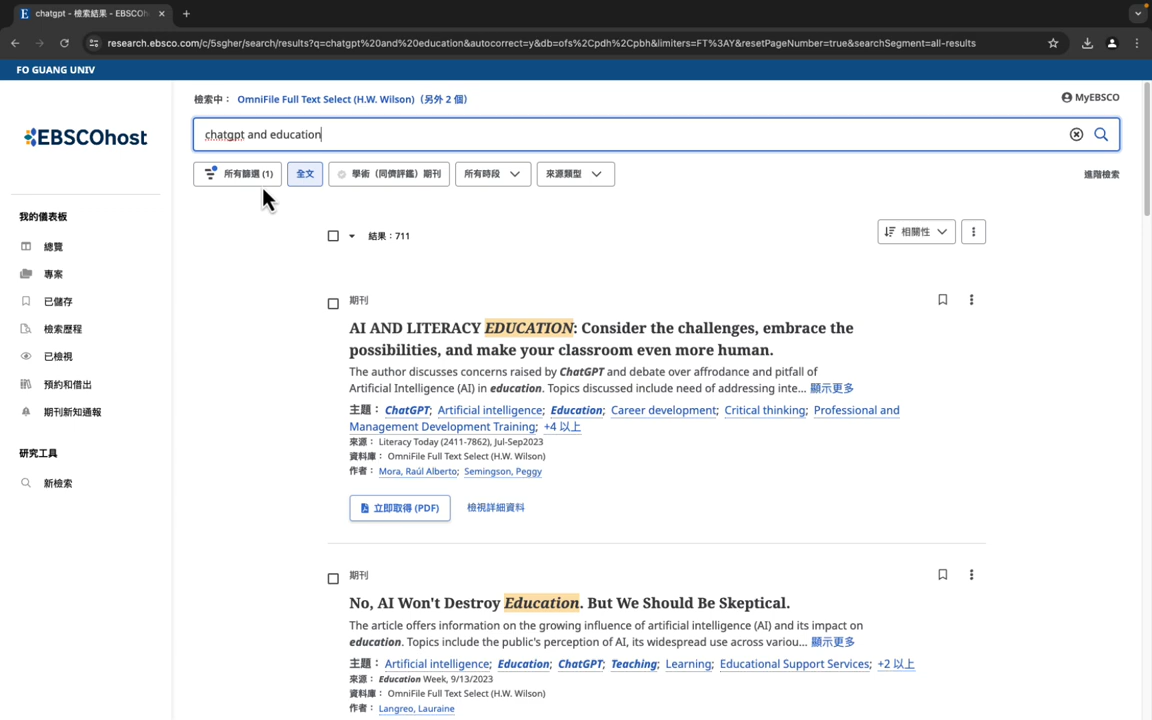 chatgpt - 檢索結果 - EBSCOh
research.ebsco.com/c/5sgher/search/results?q=chatgpt%20and%20education&autocorrect=y&db=ofs%2Cpdh%2Cpbh&limiters=FT%3AY&resetPageNumber=true&searchSegment=all-results
FO GUANG UNIV
檢索中： OmniFile Full Text Select (H.W. Wilson)（另外 2 個）
MyEBSCO
EBSCOhost
chatgpt and education
所有篩選 (1)
全文
學術（同儕評鑑）期刊
所有時段
來源類型
進階檢索
我的儀表板
總覽
專案
已儲存
檢索歷程
已檢視
預約和借出
期刊新知通報
研究工具
新檢索
結果：711
相關性
期刊
AI AND LITERACY EDUCATION: Consider the challenges, embrace the
possibilities, and make your classroom even more human.
The author discusses concerns raised by ChatGPT and debate over affrodance and pitfall of
Artificial Intelligence (AI) in education. Topics discussed include need of addressing inte... 顯示更多
主題： ChatGPT; Artificial intelligence; Education; Career development; Critical thinking; Professional and
Management Development Training; +4 以上
來源： Literacy Today (2411-7862), Jul-Sep2023
資料庫： OmniFile Full Text Select (H.W. Wilson)
作者： Mora, Raúl Alberto; Semingson, Peggy
立即取得 (PDF)
檢視詳細資料
期刊
No, AI Won't Destroy Education. But We Should Be Skeptical.
The article offers information on the growing influence of artificial intelligence (AI) and its impact on
education. Topics include the public's perception of AI, its widespread use across variou... 顯示更多
主題： Artificial intelligence; Education; ChatGPT; Teaching; Learning; Educational Support Services; +2 以上
來源： Education Week, 9/13/2023
資料庫： OmniFile Full Text Select (H.W. Wilson)
作者： Langreo, Lauraine